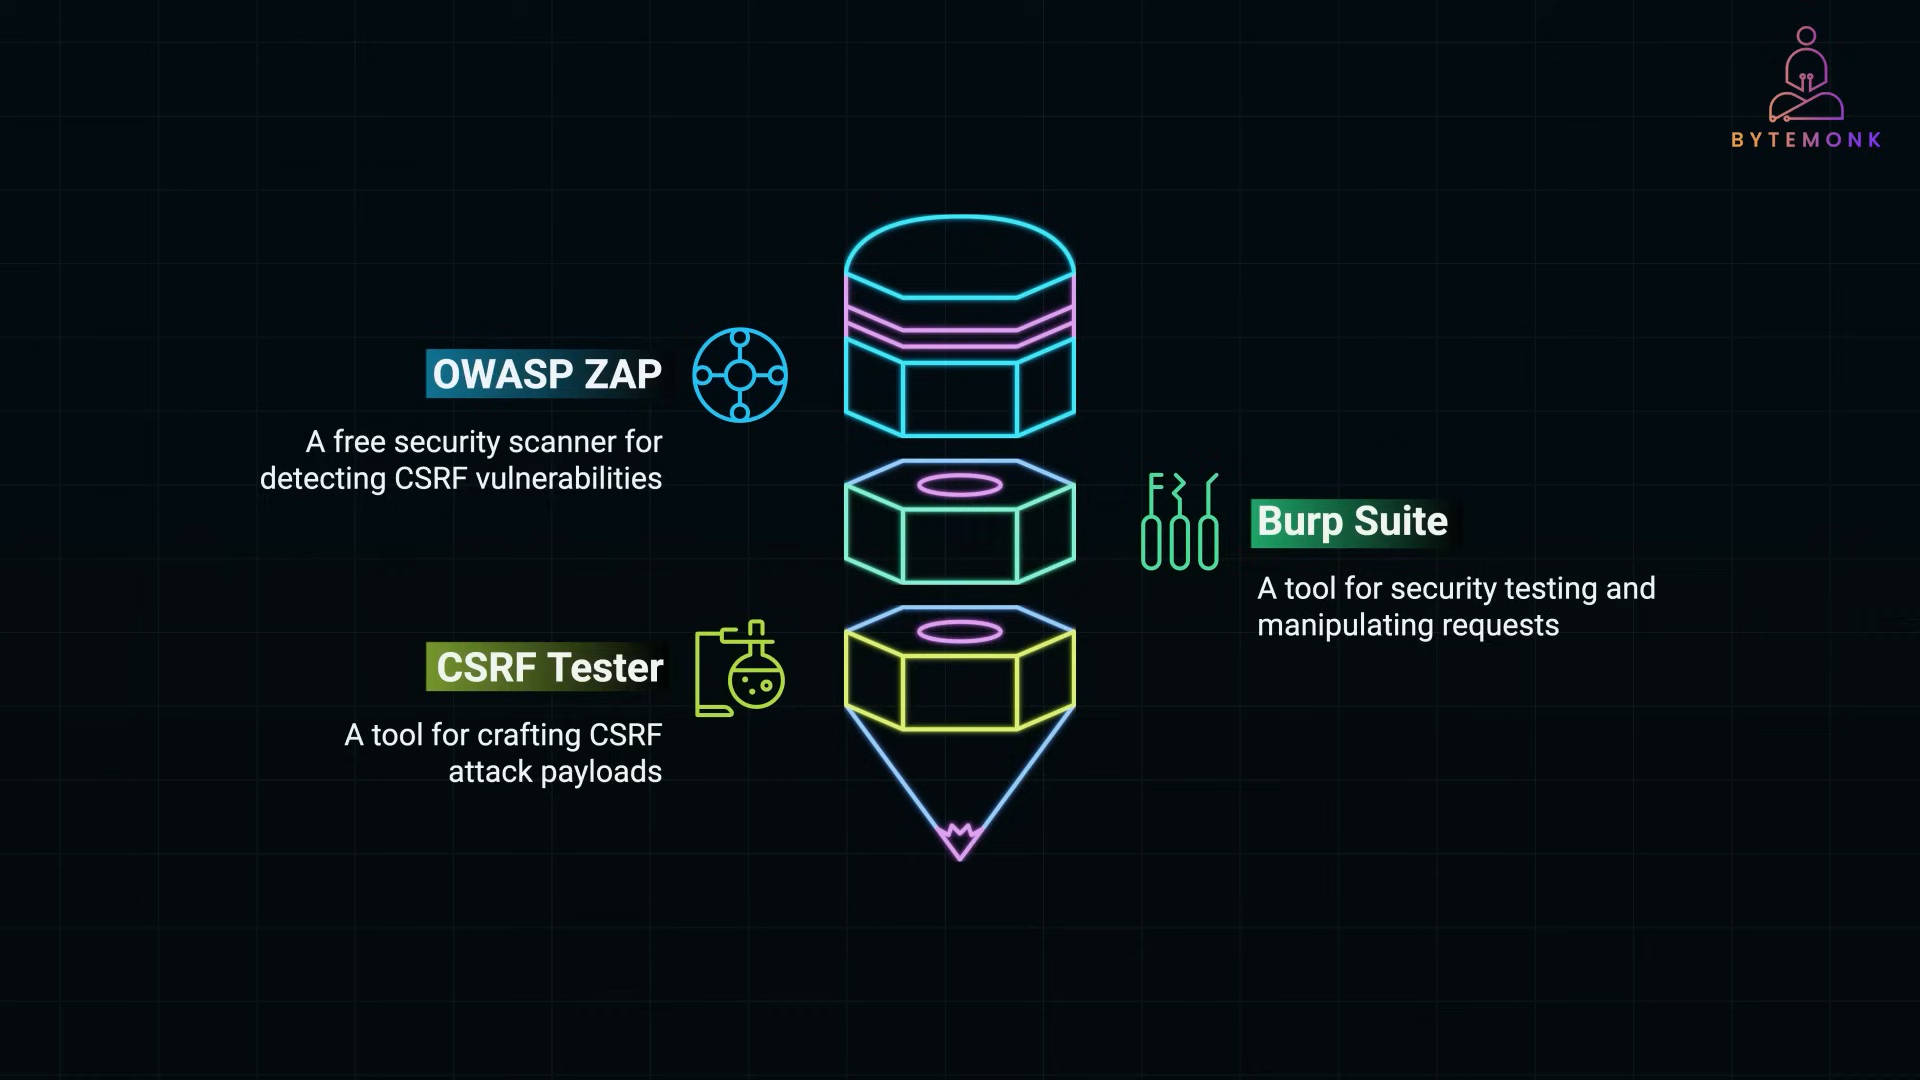 BYTEMONK
OWASP ZAP
A free security scanner for
detecting CSRF vulnerabilities
Burp Suite
A tool for security testing and
manipulating requests
CSRF Tester
A tool for crafting CSRF
attack payloads